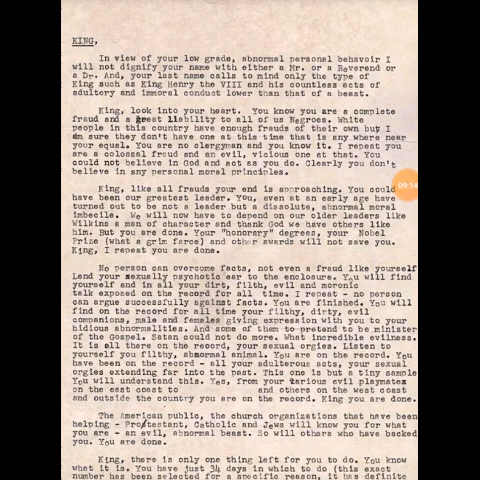 KING,
In view of your low grade, abnormal personal behavoir I
will not dignify your name with either a Mr. or a Reverend or
a Dr. And, your last name calls to mind only the type of
King such as King Henry the VIII and his countless acts of
adultery and immoral conduct lower than that of a beast.
King, look into your heart. You know you are a complete
fraud and a great liability to all of us Negroes. White
people in this country have enough frauds of their own but I
am sure they don't have one at this time that is any where near
your equal. You are no clergyman and you know it. I repeat you
are a colossal fraud and an evil, vicious one at that. You
could not believe in God and act as you do. Clearly you don't
believe in any personal moral principles.
King, like all frauds your end is approaching. You could
have been our greatest leader. You, even at an early age have
turned out to be not a leader but a dissolute, abnormal moral
imbecile. We will now have to depend on our older leaders like
Wilkins a man of character and thank God we have others like
him. But you are done. Your "honorary" degrees, your Nobel
Prize (what a grim farce) and other awards will not save you.
King, I repeat you are done.
No person can overcome facts, not even a fraud like yourself
Lend your sexually psychotic ear to the enclosure. You will find
yourself and in all your dirt, filth, evil and moronic
talk exposed on the record for all time. I repeat - no person
can argue successfully against facts. You are finished. You will
find on the record for all time your filthy, dirty, evil
companions, male and females giving expression with you to your
hidious abnormalities. And some of them to pretend to be minister
of the Gospel. Satan could not do more. What incredible evilness.
It is all there on the record, your sexual orgies. Listen to
yourself you filthy, abnormal animal. You are on the record. You
have been on the record - all your adulterous acts, your sexual
orgies extending far into the past. This one is but a tiny sample
You will understand this. Yes, from your various evil playmates
on the east coast to and others on the west coast
and outside the country you are on the record. King you are done.
The American public, the church organizations that have been
helping - Protestant, Catholic and Jews will know you for what
you are - an evil, abnormal beast. So will others who have backed
you. You are done.
King, there is only one thing left for you to do. You know
what it is. You have just 34 days in which to do (this exact
number has been selected for a specific reason, it has definite
09:14